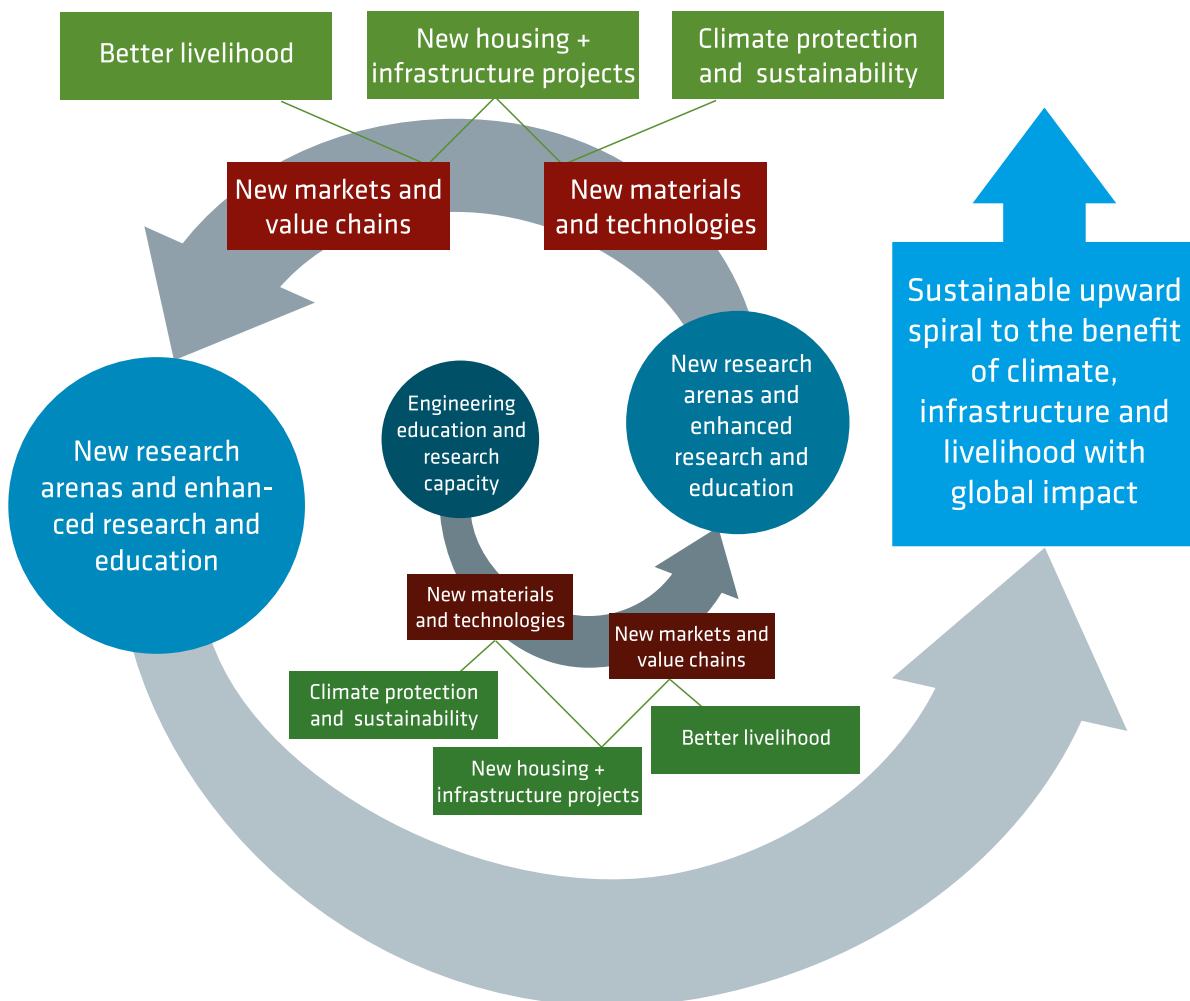 Better livelihood
New housing +
infrastructure projects
Climate protection
and sustainability
New markets and
value chains
New materials
and technologies
Sustainable upward
spiral to the benefit
of climate,
infrastructure and
livelihood with
global impact
New research
arenas and enhan-
ced research and
education
Engineering
education and
research
capacity
New research
arenas and
enhanced
research and
education
New materials
and technologies
New markets and
value chains
Climate protection
and sustainability
New housing +
infrastructure projects
Better livelihood